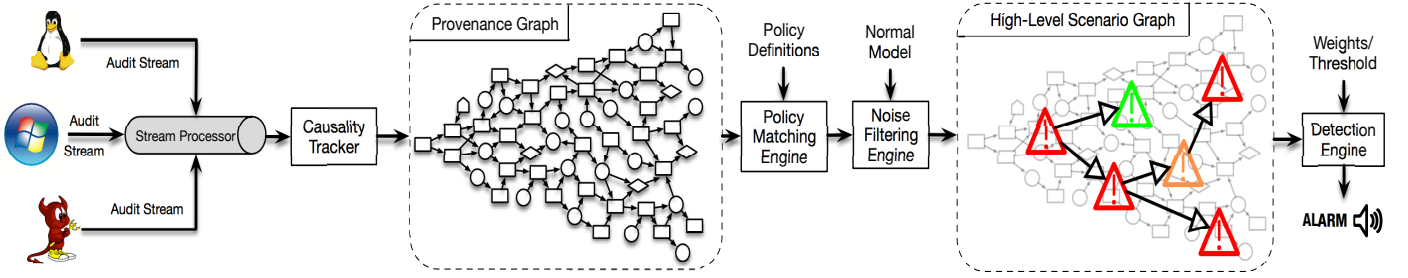 Audit Stream
Audit
Stream
Audit Stream
Stream Processor
Causality
Tracker
Provenance Graph
Policy
Definitions
Policy
Matching
Engine
Normal
Model
Noise
Filtering
Engine
High-Level Scenario Graph
Weights/
Threshold
Detection
Engine
ALARM